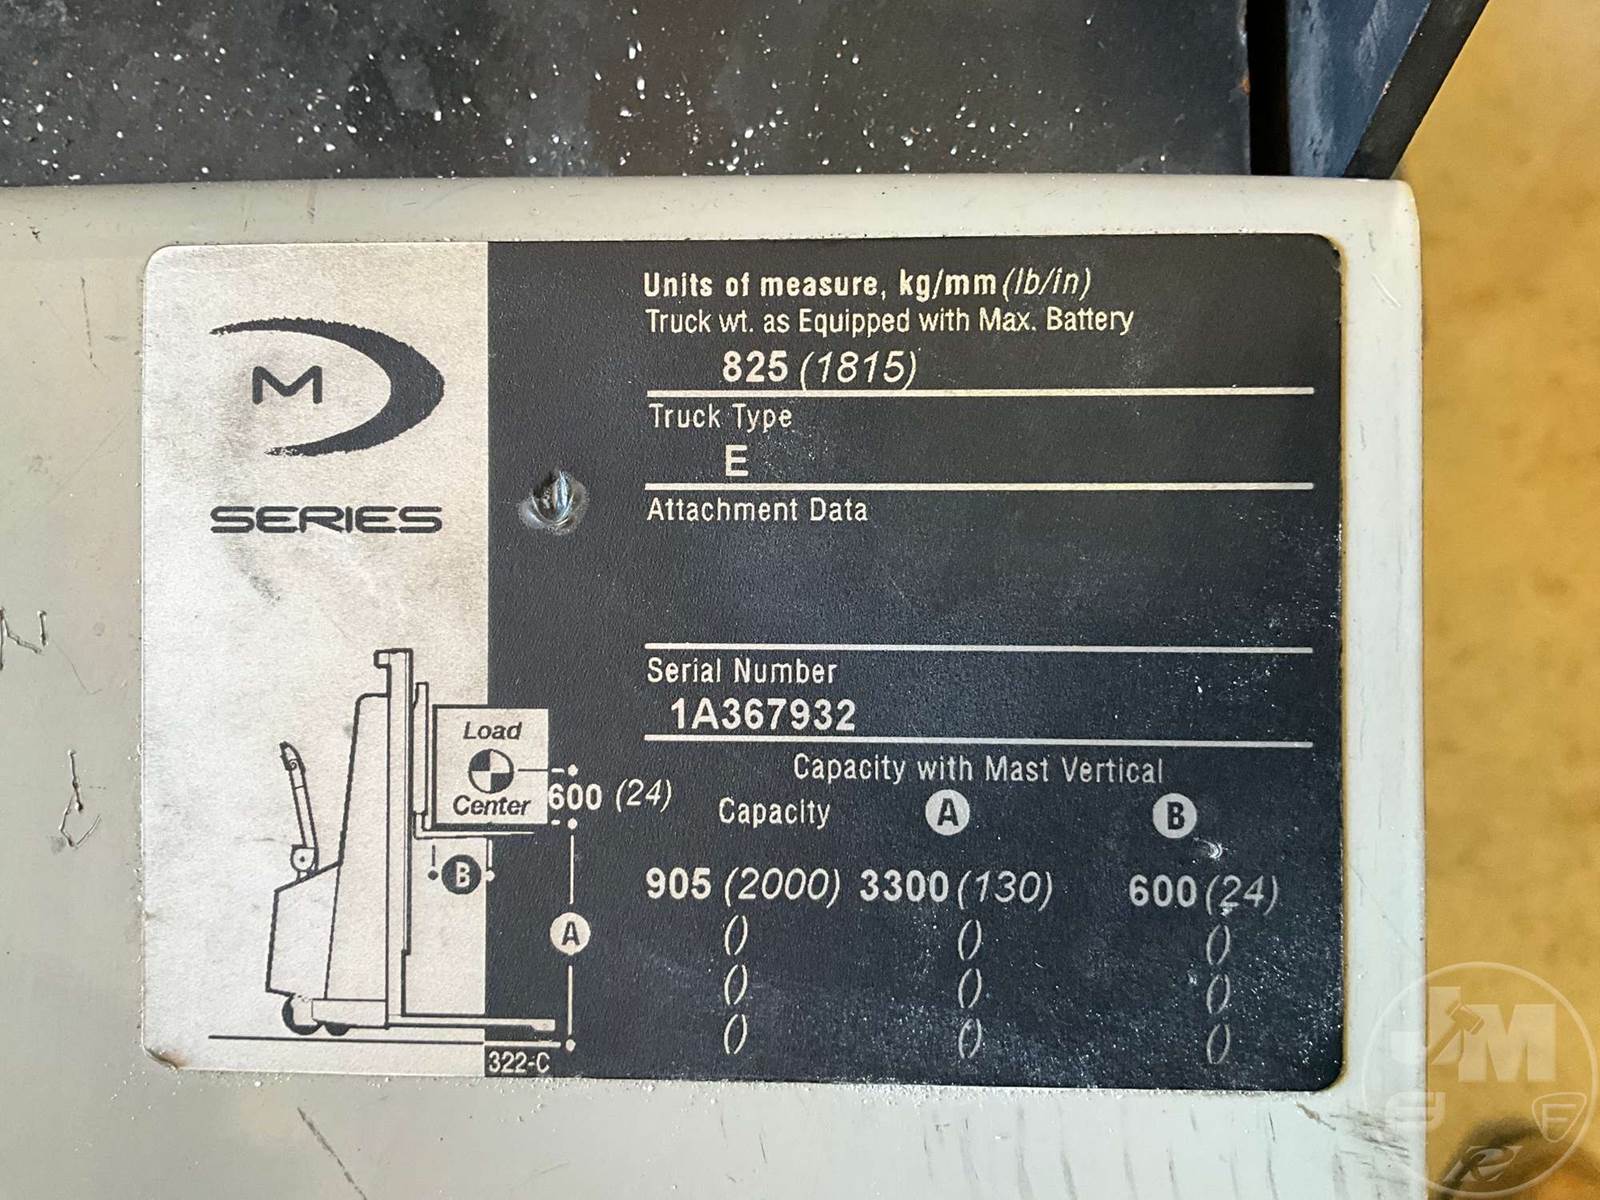 M
SERIES
Units of measure, kg/mm (lb/in)
Truck wt. as Equipped with Max. Battery
825 (1815)
Truck Type
E
Attachment Data
Serial Number
1A367932
Capacity with Mast Vertical
Capacity A B
905 (2000) 3300 (130) 600 (24)
() () ()
() () ()
() () ()
Load
Center
600 (24)
B
A
322-C
JM